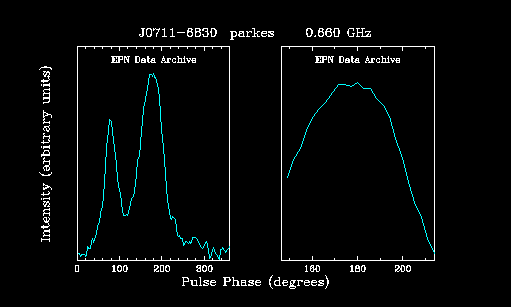 J0711-6830 parkes 0.660 GHz
EPN Data Archive
EPN Data Archive
Intensity (arbitrary units)
0 100 200 300
160 180 200
Pulse Phase (degrees)